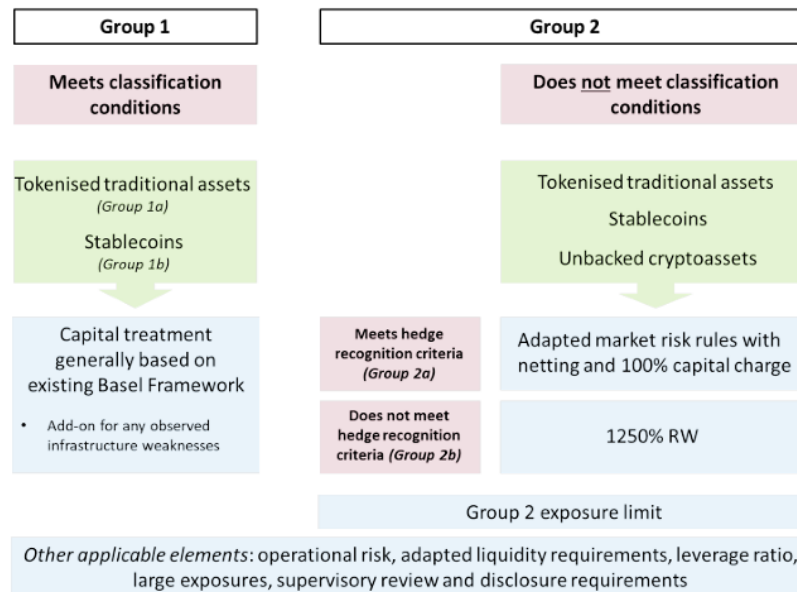 Group 1
Group 2
Meets classification
conditions
Does not meet classification
conditions
Tokenised traditional assets
(Group 1a)
Stablecoins
(Group 1b)
Tokenised traditional assets
Stablecoins
Unbacked cryptoassets
Capital treatment
generally based on
existing Basel Framework
• Add-on for any observed
infrastructure weaknesses
Meets hedge
recognition criteria
(Group 2a)
Adapted market risk rules with
netting and 100% capital charge
Does not meet
hedge recognition
criteria (Group 2b)
1250% RW
Group 2 exposure limit
Other applicable elements: operational risk, adapted liquidity requirements, leverage ratio,
large exposures, supervisory review and disclosure requirements